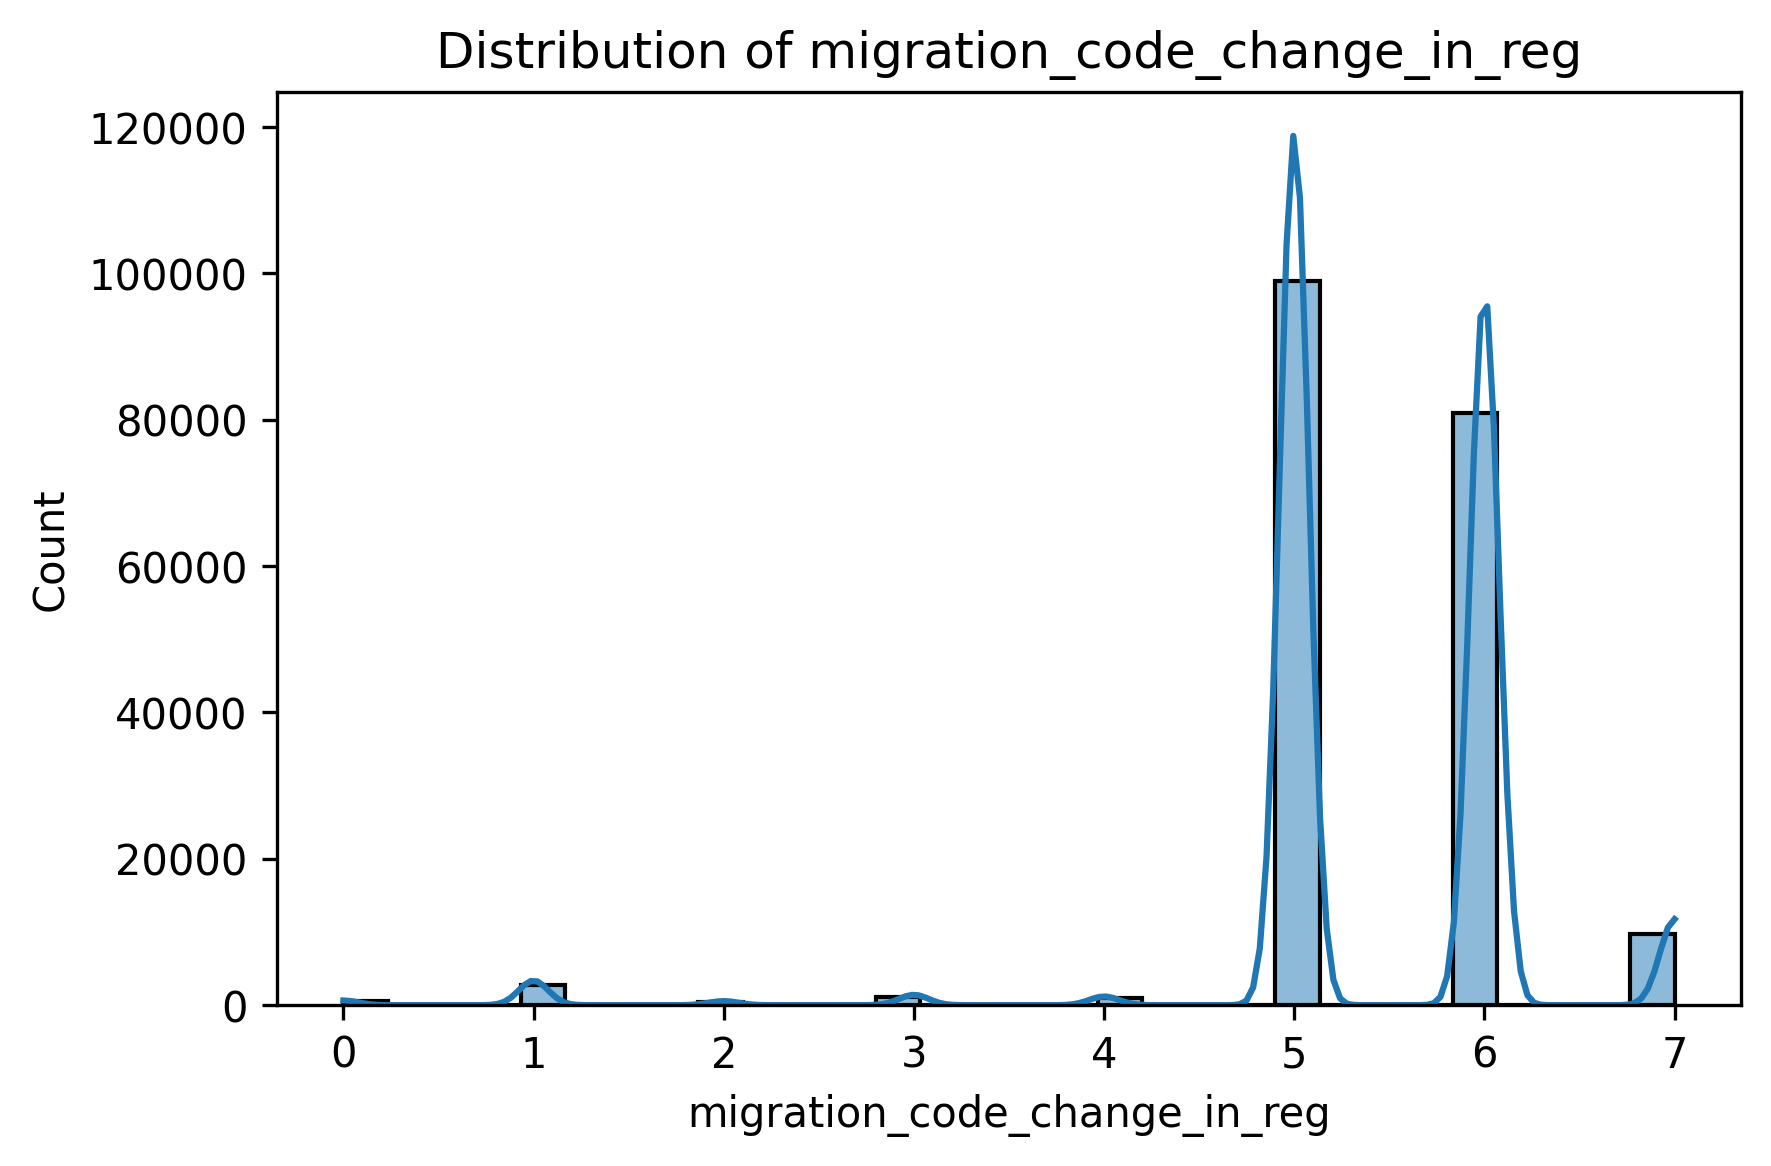 Distribution of migration_code_change_in_reg
120000
100000
80000
60000
40000
20000
0
Count
0 1 2 3 4 5 6 7
migration_code_change_in_reg